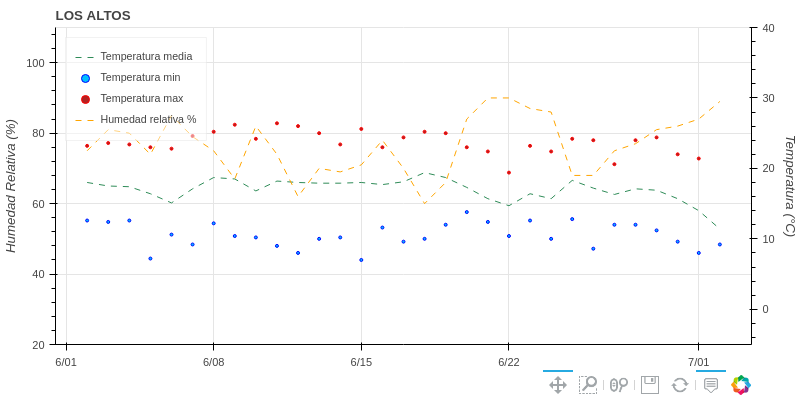 LOS ALTOS
Temperatura media
Temperatura min
Temperatura max
Humedad relativa %
Humedad Relativa (%)
100
80
60
40
20
40
30
20
10
0
Temperatura (°C)
6/01
6/08
6/15
6/22
7/01